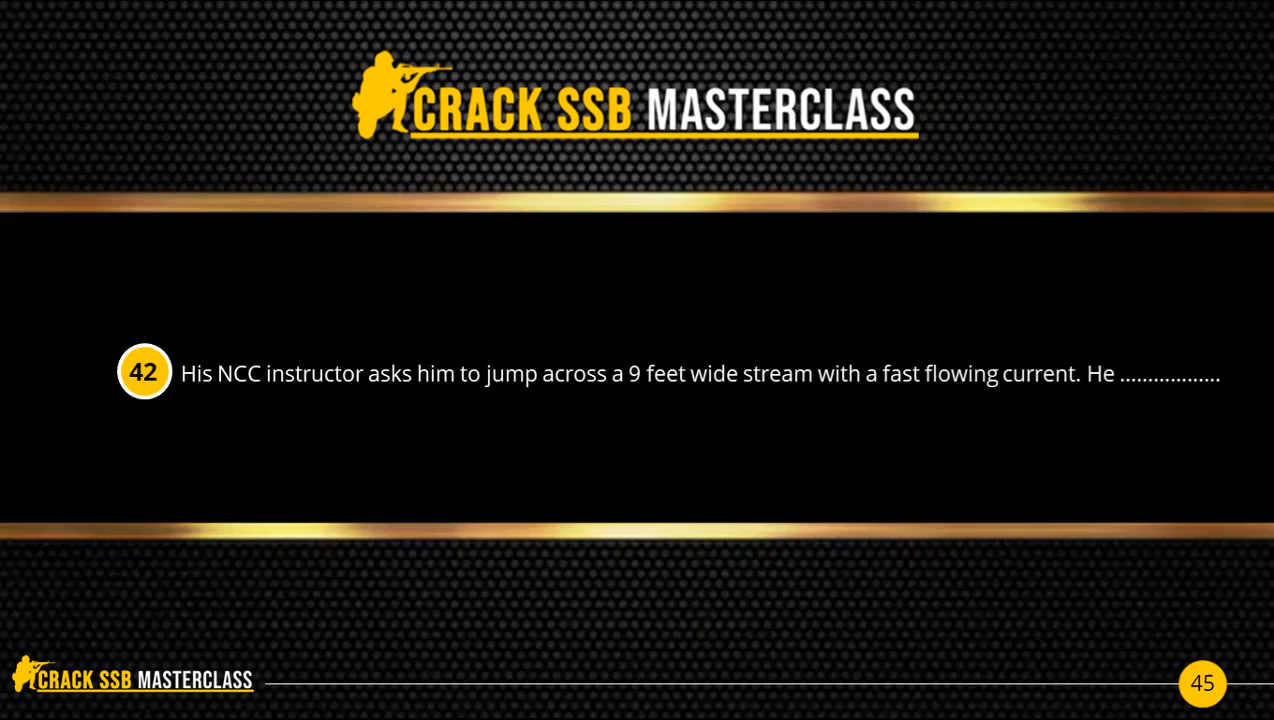 CRACK SSB MASTERCLASS
42 His NCC instructor asks him to jump across a 9 feet wide stream with a fast flowing current. He ..................
CRACK SSB MASTERCLASS
45